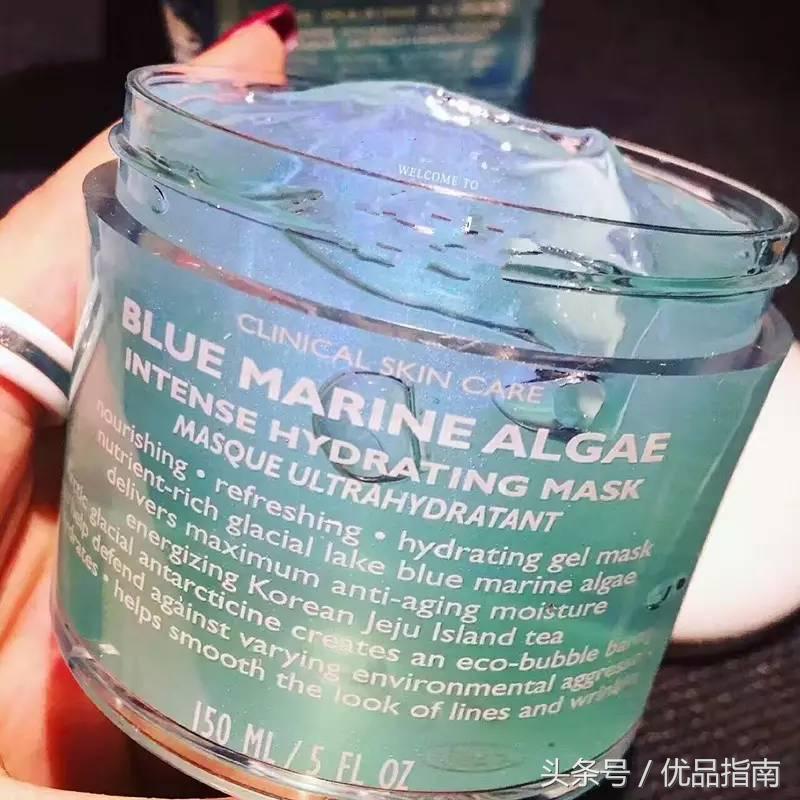 WELCOME TO
CLINICAL SKIN CARE
BLUE MARINE ALGAE
INTENSE HYDRATING MASK
MASQUE ULTRAHYDRATANT
nourishing • refreshing • hydrating gel mask
nutrient-rich glacial lake blue marine algae
delivers maximum anti-aging moisture
energizing Korean Jeju Island tea
glacial antarcticine creates an eco-bubble
help defend against varying environmental
• helps smooth the look of lines and
150 ML / 5 FL OZ
头条号 / 优品指南